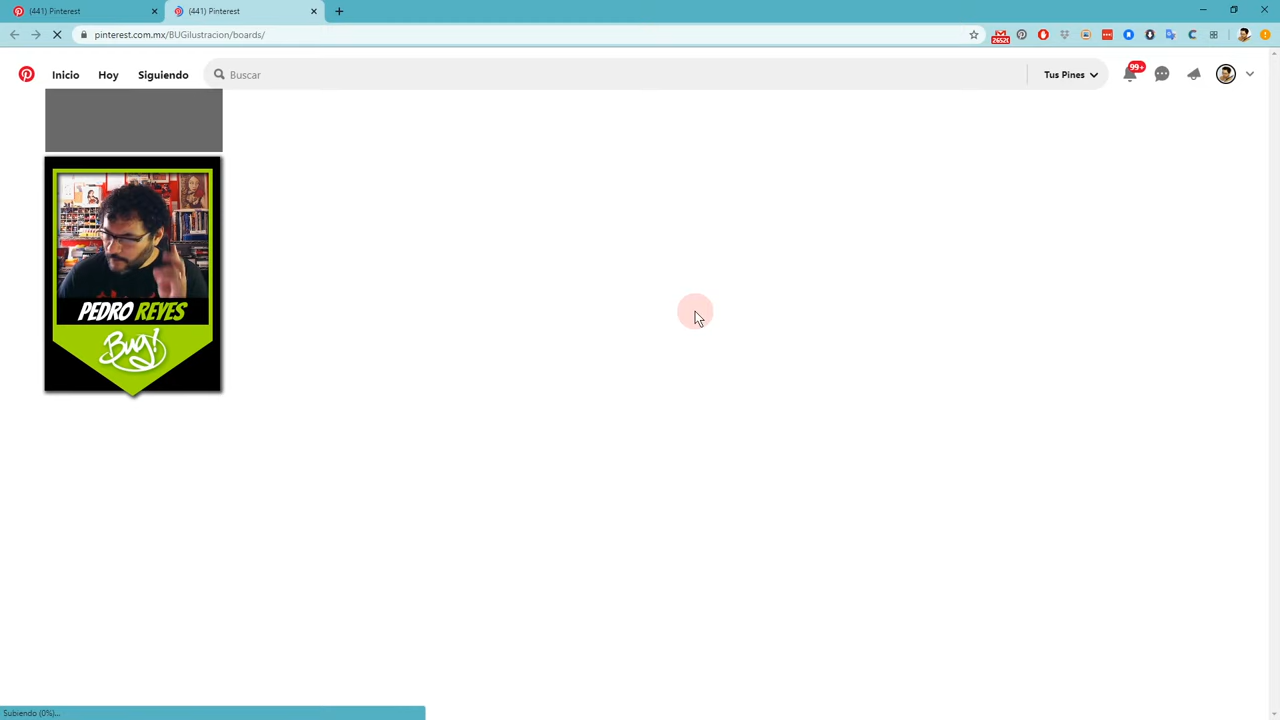 (441) Pinterest
(441) Pinterest
pinterest.com.mx/BUGilustracion/boards/
26526
Inicio
Hoy
Siguiendo
Buscar
Tus Pines
99+
PEDRO REYES
Bug!
Subiendo (0%)...